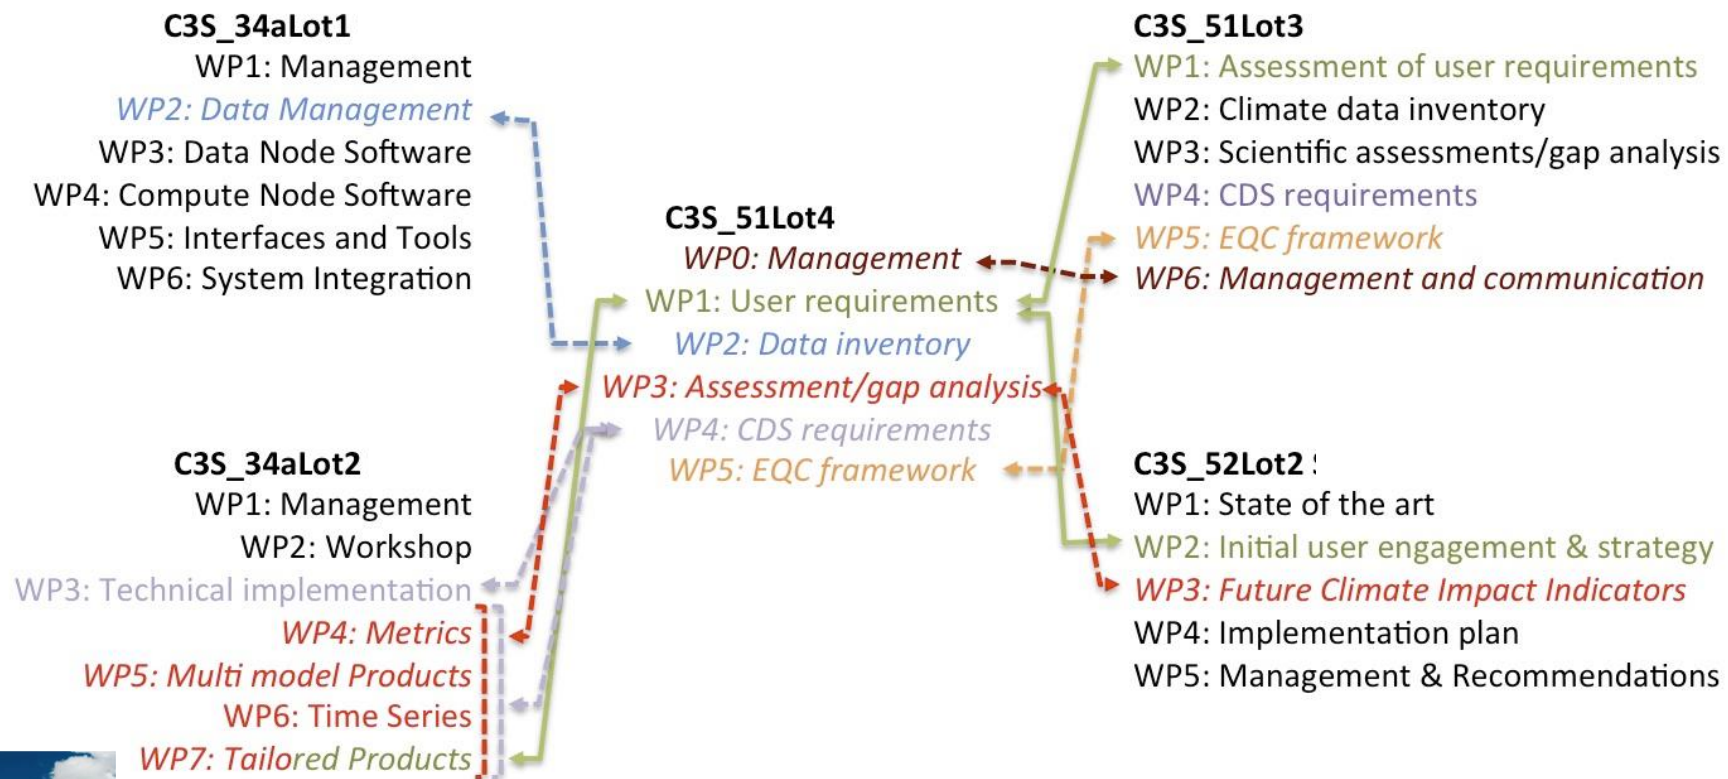 C3S_34aLot1
WP1: Management
WP2: Data Management
WP3: Data Node Software
WP4: Compute Node Software
WP5: Interfaces and Tools
WP6: System Integration
C3S_34aLot2
WP1: Management
WP2: Workshop
WP3: Technical implementation
WP4: Metrics
WP5: Multi model Products
WP6: Time Series
WP7: Tailored Products
C3S_51Lot4
WP0: Management
WP1: User requirements
WP2: Data inventory
WP3: Assessment/gap analysis
WP4: CDS requirements
WP5: EQC framework
C3S_51Lot3
WP1: Assessment of user requirements
WP2: Climate data inventory
WP3: Scientific assessments/gap analysis
WP4: CDS requirements
WP5: EQC framework
WP6: Management and communication
C3S_52Lot2
WP1: State of the art
WP2: Initial user engagement & strategy
WP3: Future Climate Impact Indicators
WP4: Implementation plan
WP5: Management & Recommendations